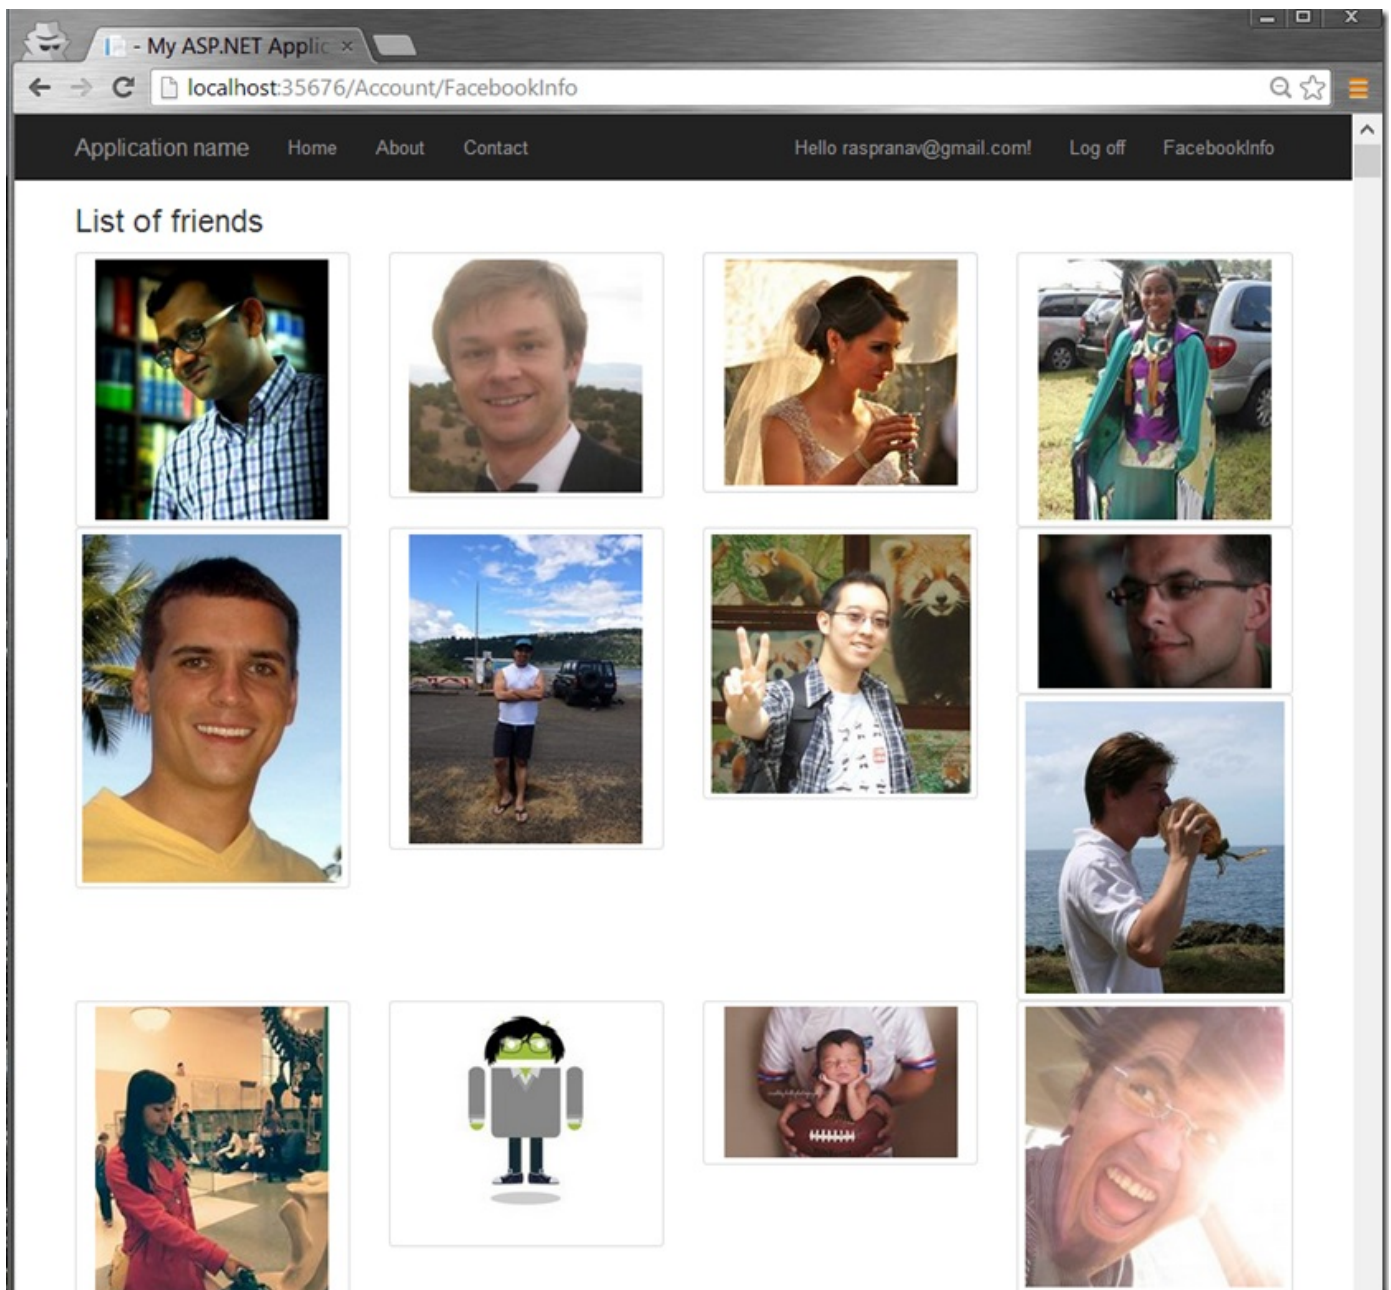 - My ASP.NET Applic
localhost:35676/Account/FacebookInfo
Application name Home About Contact Hello raspranav@gmail.com! Log off FacebookInfo
List of friends